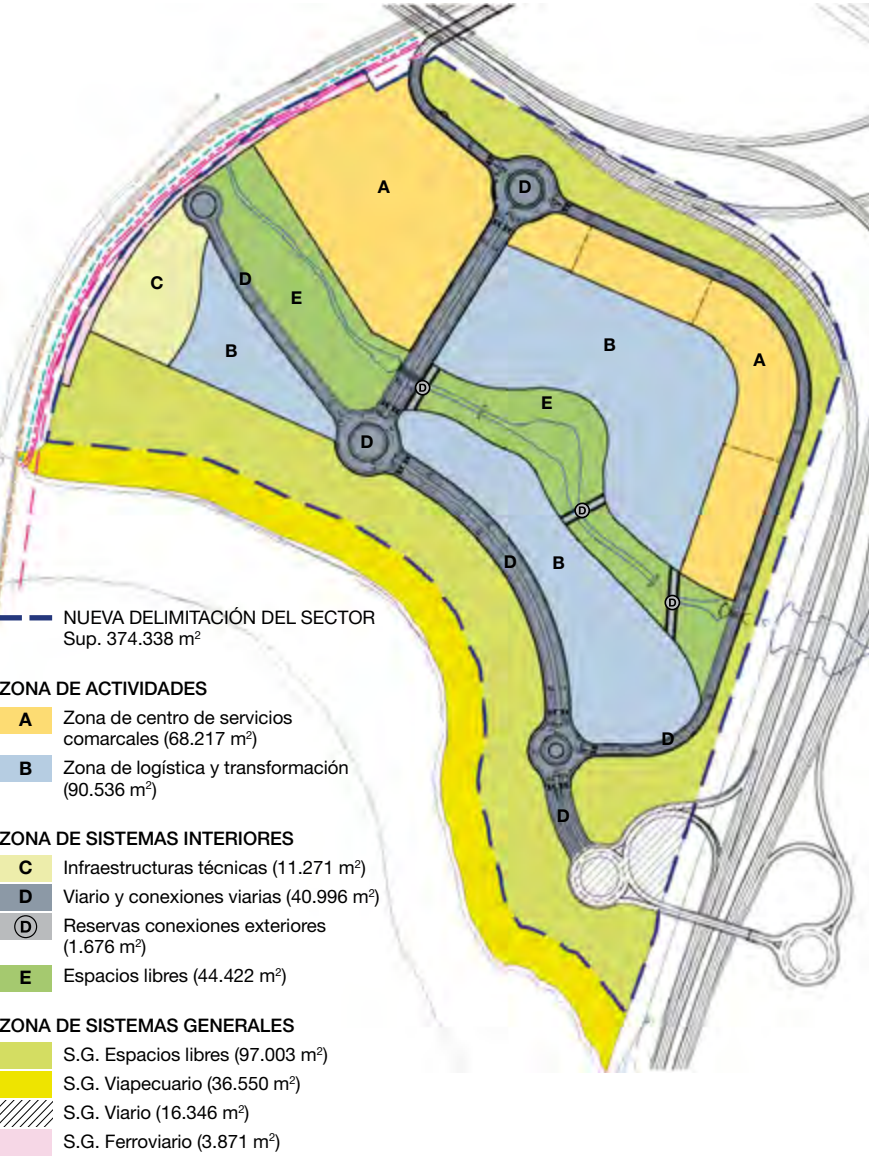 A
D
C
D
E
B
B
A
D
E
D
D
D
B
D
D
D
D
NUEVA DELIMITACIÓN DEL SECTOR
Sup. 374.338 m²
ZONA DE ACTIVIDADES
A Zona de centro de servicios
comarcales (68.217 m²)
B Zona de logística y transformación
(90.536 m²)
ZONA DE SISTEMAS INTERIORES
C Infraestructuras técnicas (11.271 m²)
D Viario y conexiones viarias (40.996 m²)
D Reservas conexiones exteriores
(1.676 m²)
E Espacios libres (44.422 m²)
ZONA DE SISTEMAS GENERALES
S.G. Espacios libres (97.003 m²)
S.G. Viapecuario (36.550 m²)
S.G. Viario (16.346 m²)
S.G. Ferroviario (3.871 m²)